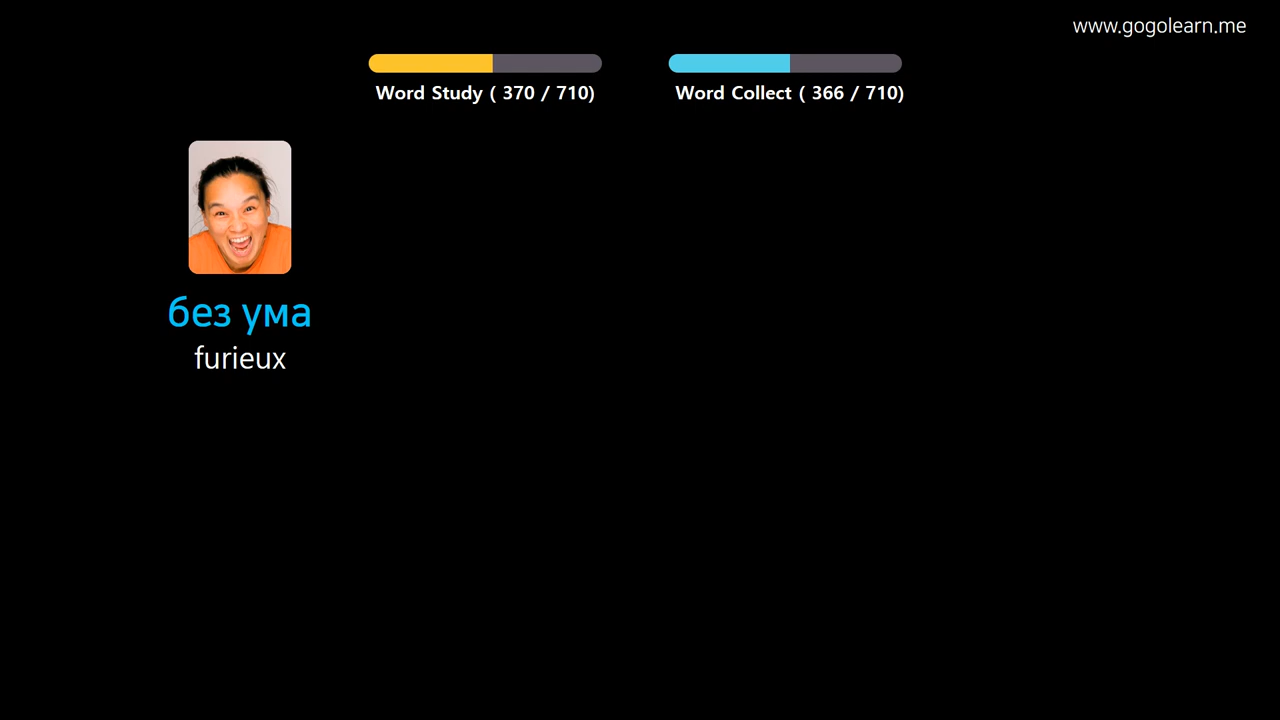 www.gogolearn.me
Word Study ( 370 / 710)
Word Collect ( 366 / 710)
без ума
furieux